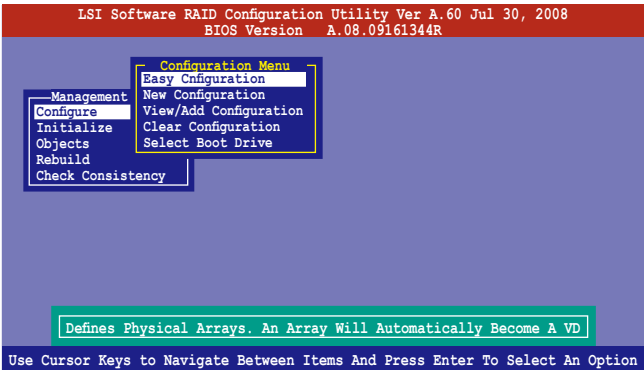 LSI Software RAID Configuration Utility Ver A.60 Jul 30, 2008
BIOS Version A.08.09161344R
Configuration Menu
Easy Cnfiguration
New Configuration
View/Add Configuration
Clear Configuration
Select Boot Drive
Management
Configure
Initialize
Objects
Rebuild
Check Consistency
Defines Physical Arrays. An Array Will Automatically Become A VD
Use Cursor Keys to Navigate Between Items And Press Enter To Select An Option